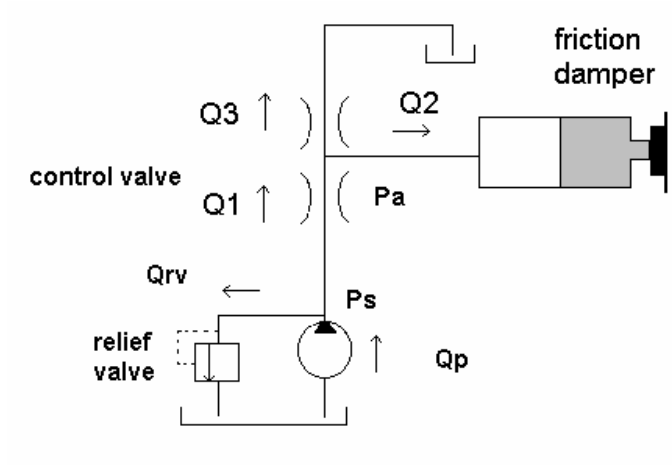 friction
damper
Q3
Q2
control valve
Q1
Pa
Qrv
Ps
relief
valve
Qp